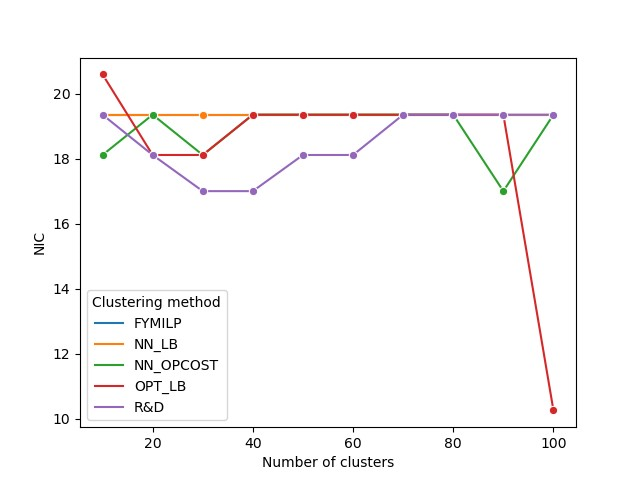 20
18
16
14
12
10
NIC
Clustering method
FYMILP
NN_LB
NN_OPCOST
OPT_LB
R&D
20 40 60 80 100
Number of clusters